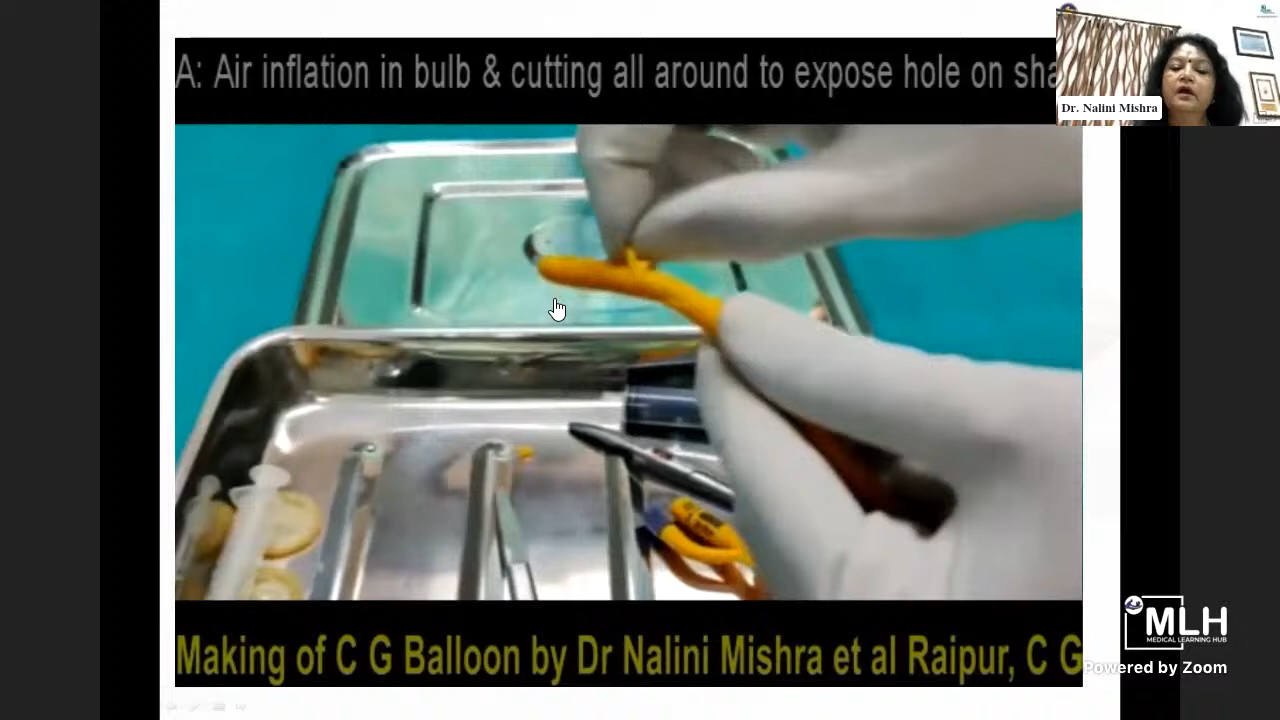 A: Air inflation in bulb & cutting all around to expose hole on sha
Dr. Nalini Mishra
Making of C G Balloon by Dr Nalini Mishra et al Raipur, C G
MLH
MEDICAL LEARNING HUB
Powered by Zoom